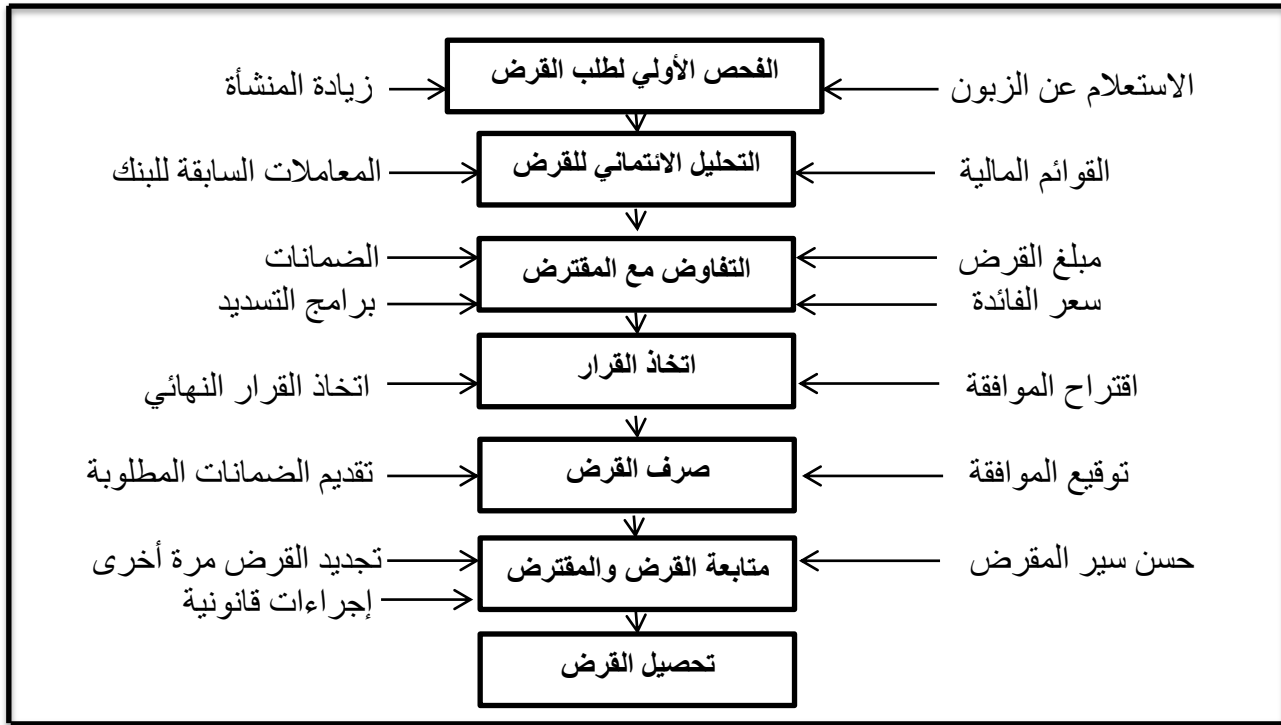 الفحص الأولي لطلب القرض
الاستعلام عن الزبون
زيادة المنشأة
التحليل الائتماني للقرض
القوائم المالية
المعاملات السابقة للبنك
التفاوض مع المقترض
مبلغ القرض
الضمانات
سعر الفائدة
برامج التسديد
اتخاذ القرار
اقتراح الموافقة
اتخاذ القرار النهائي
صرف القرض
توقيع الموافقة
تقديم الضمانات المطلوبة
متابعة القرض والمقترض
حسن سير المقرض
تجديد القرض مرة أخرى
إجراءات قانونية
تحصيل القرض